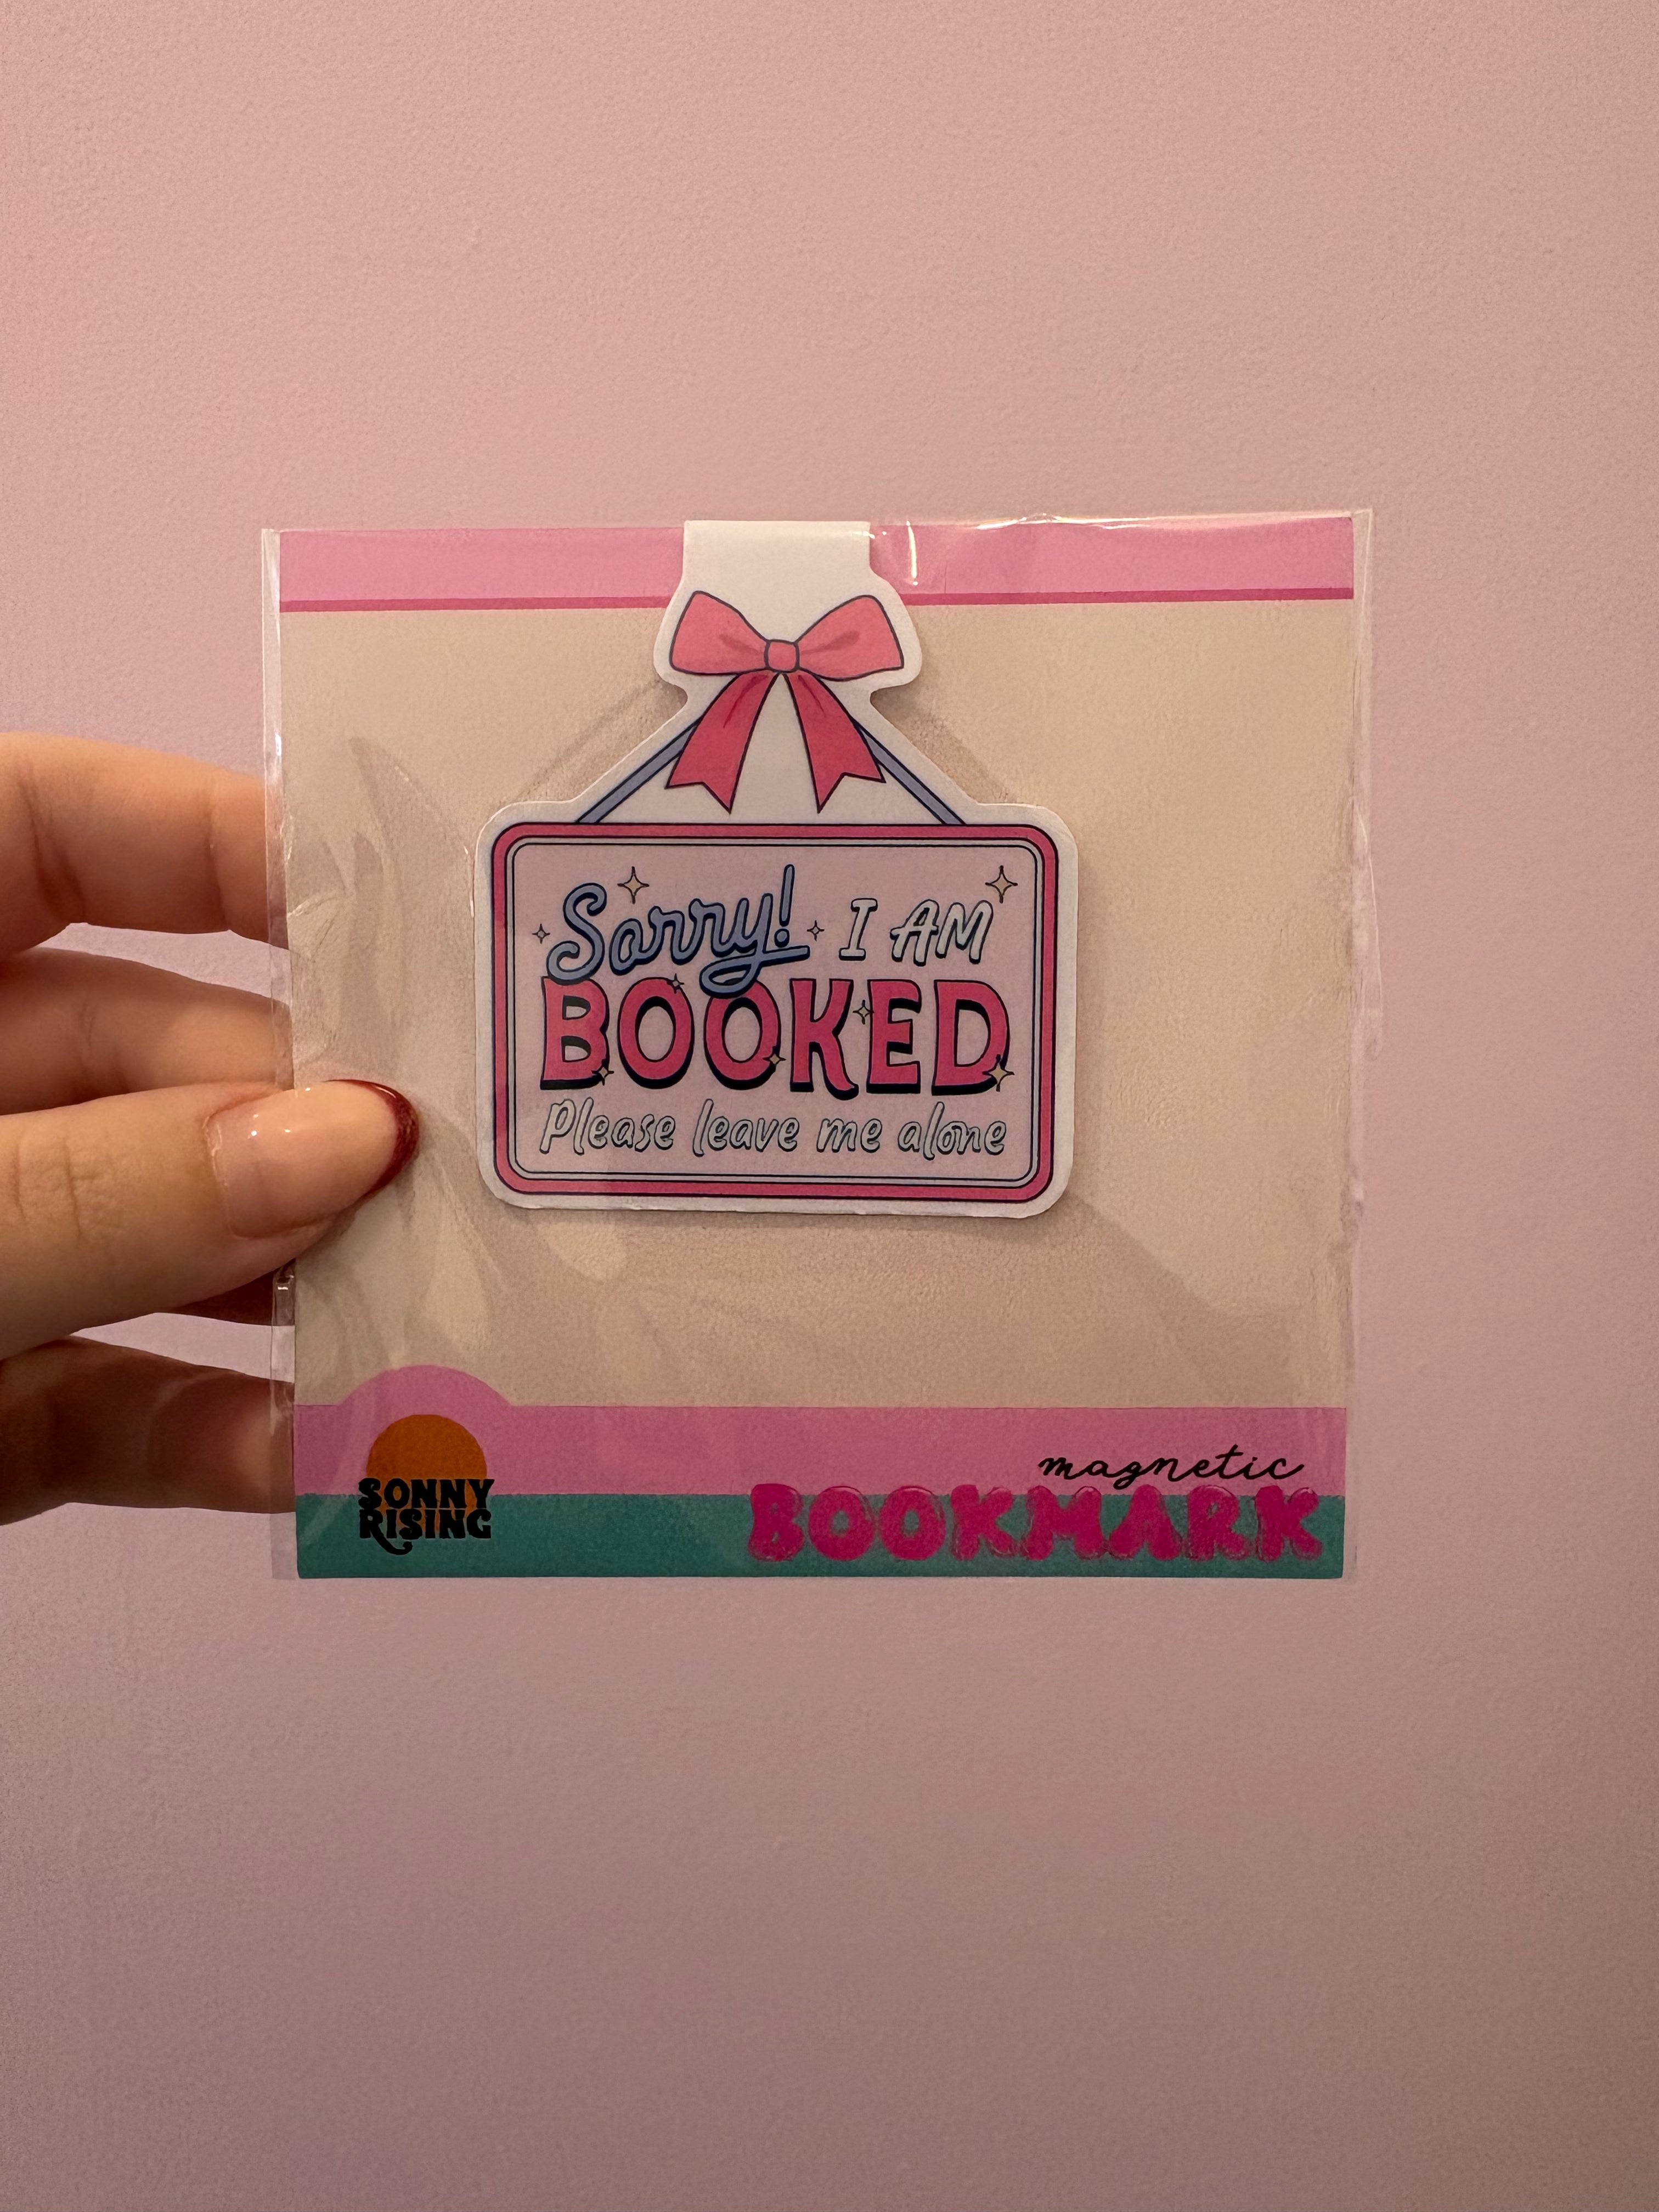 Sorry! I AM
BOOKED
Please leave me alone
SONNY
RISING
magnetic
BOOKMARK